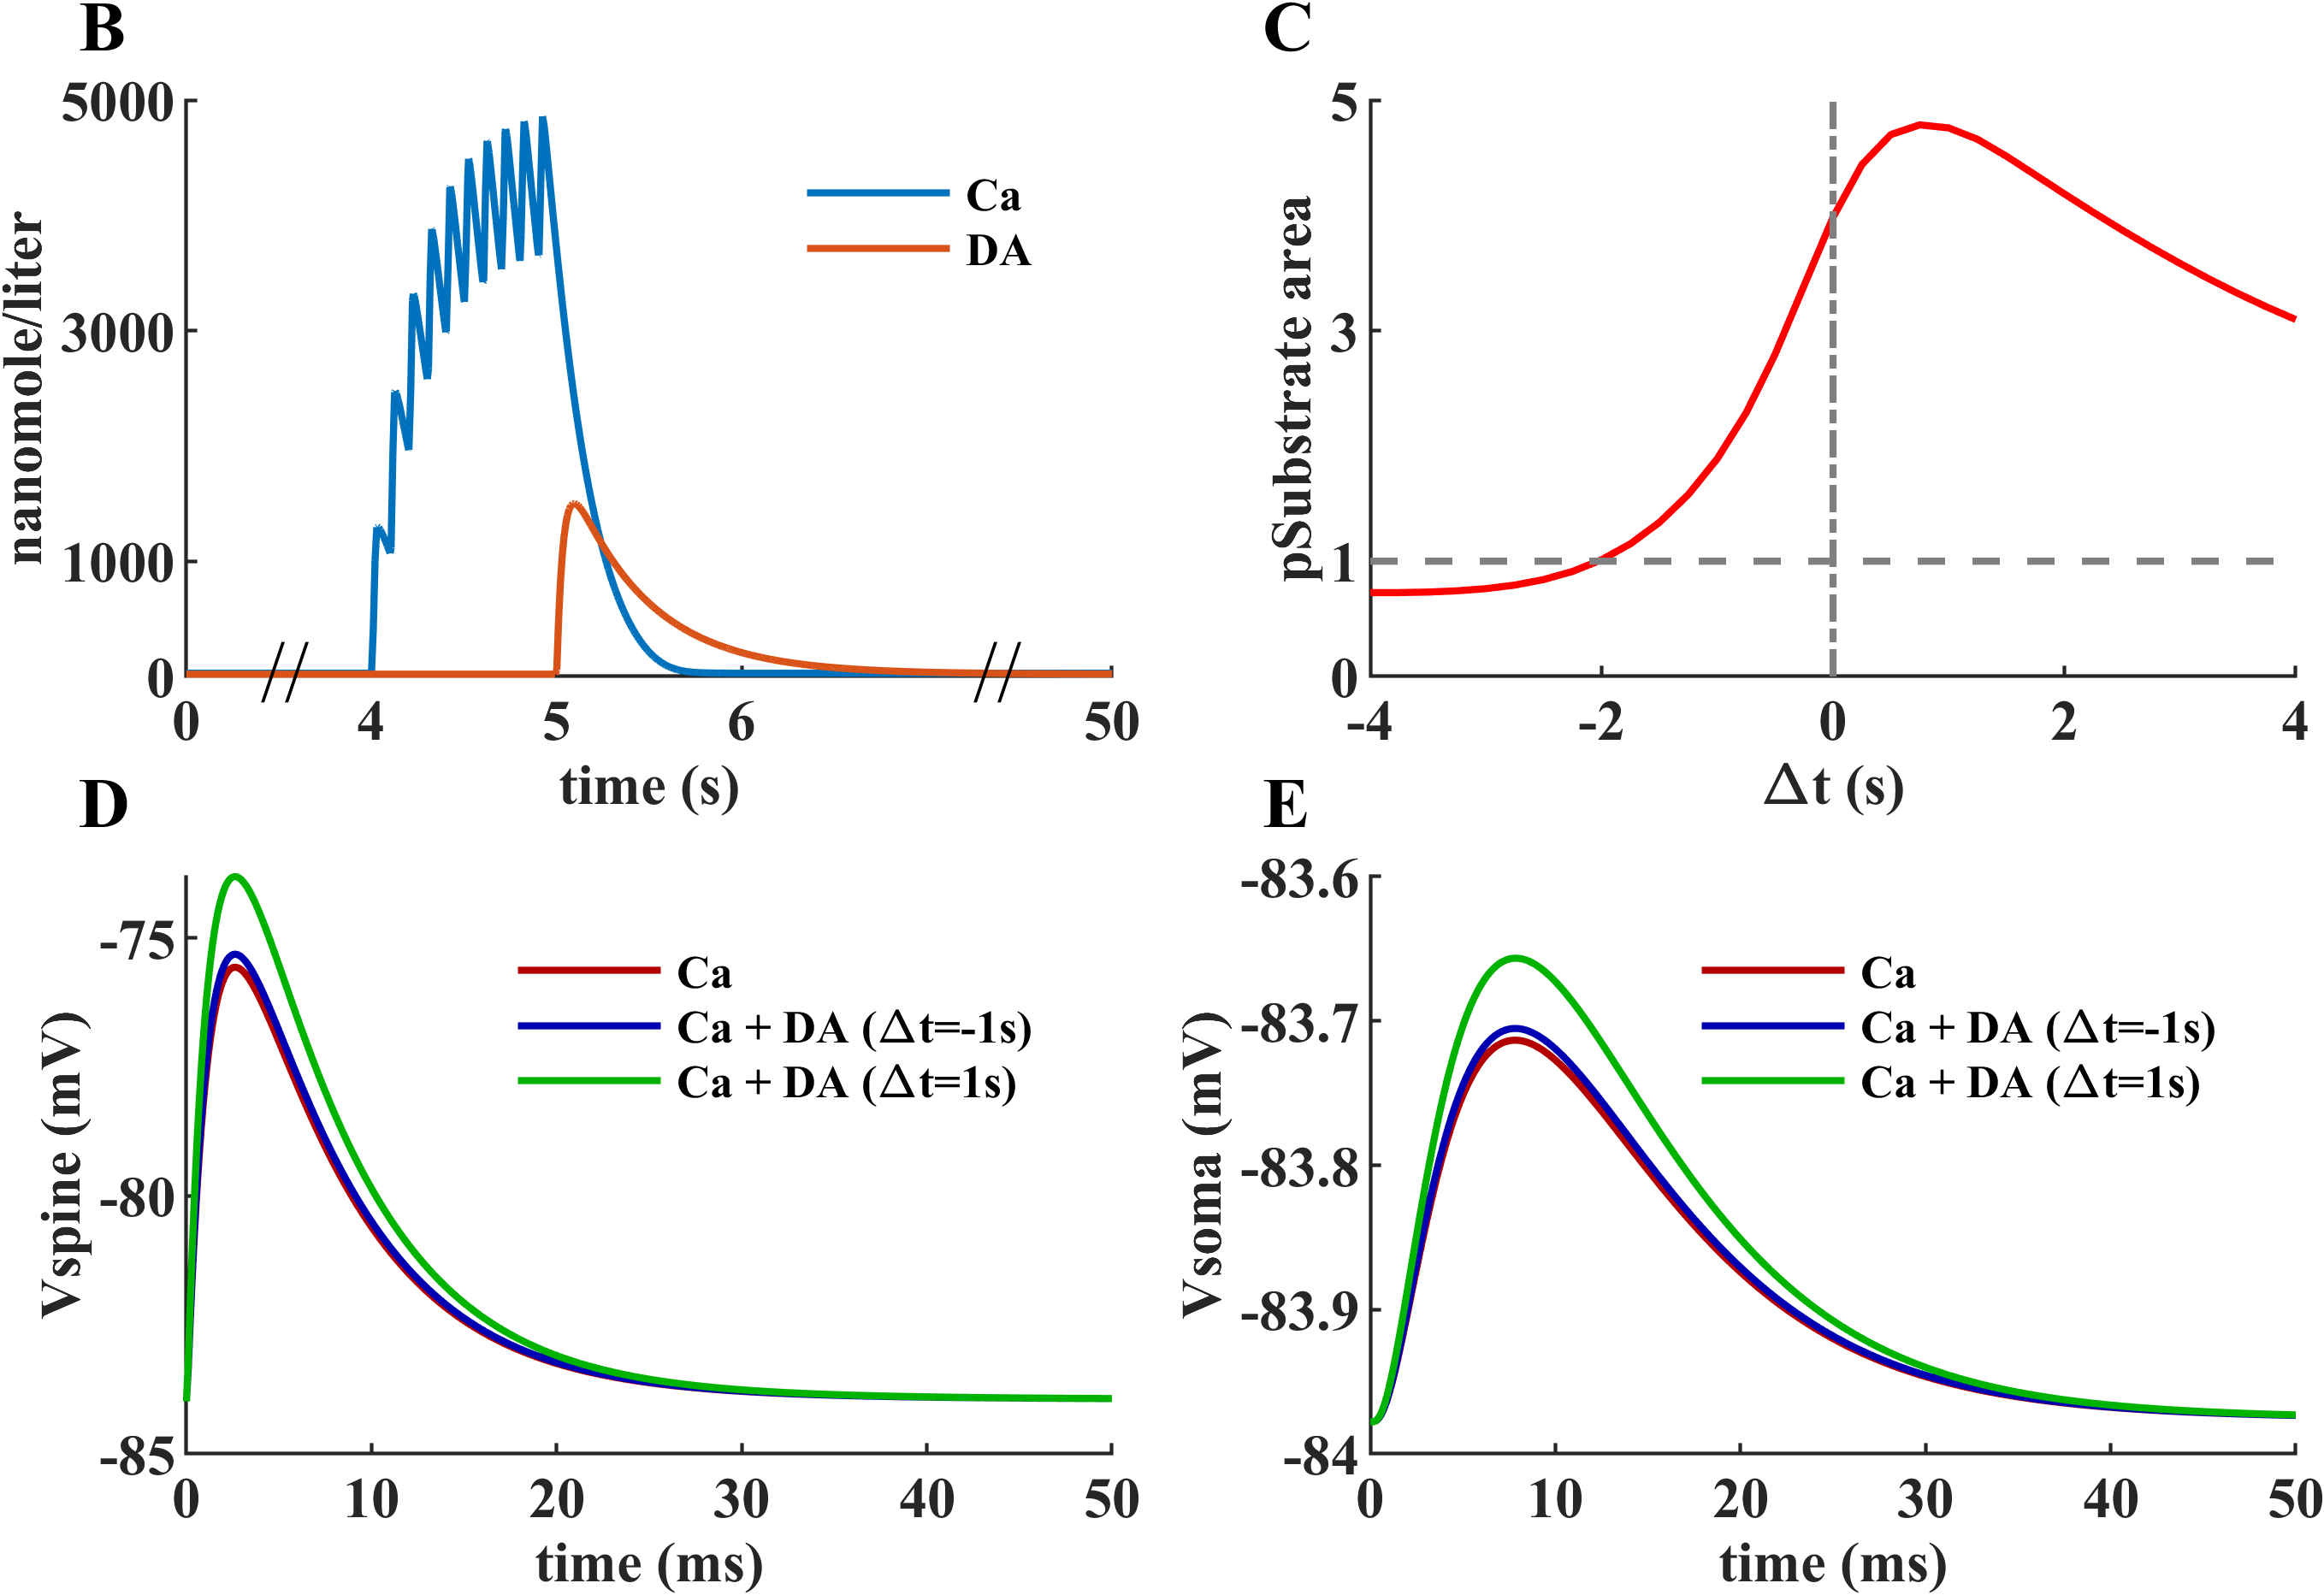 B
5000
3000
1000
0
nanomole/liter
Ca
DA
0
4
5
6
50
time (s)
C
5
3
1
0
pSubstrate area
-4
-2
0
2
4
Δt (s)
D
-75
-80
-85
Vspine (mV)
Ca
Ca + DA (Δt=-1s)
Ca + DA (Δt=1s)
0
10
20
30
40
50
time (ms)
E
-83.6
-83.7
-83.8
-83.9
-84
Vsoma (mV)
Ca
Ca + DA (Δt=-1s)
Ca + DA (Δt=1s)
0
10
20
30
40
50
time (ms)